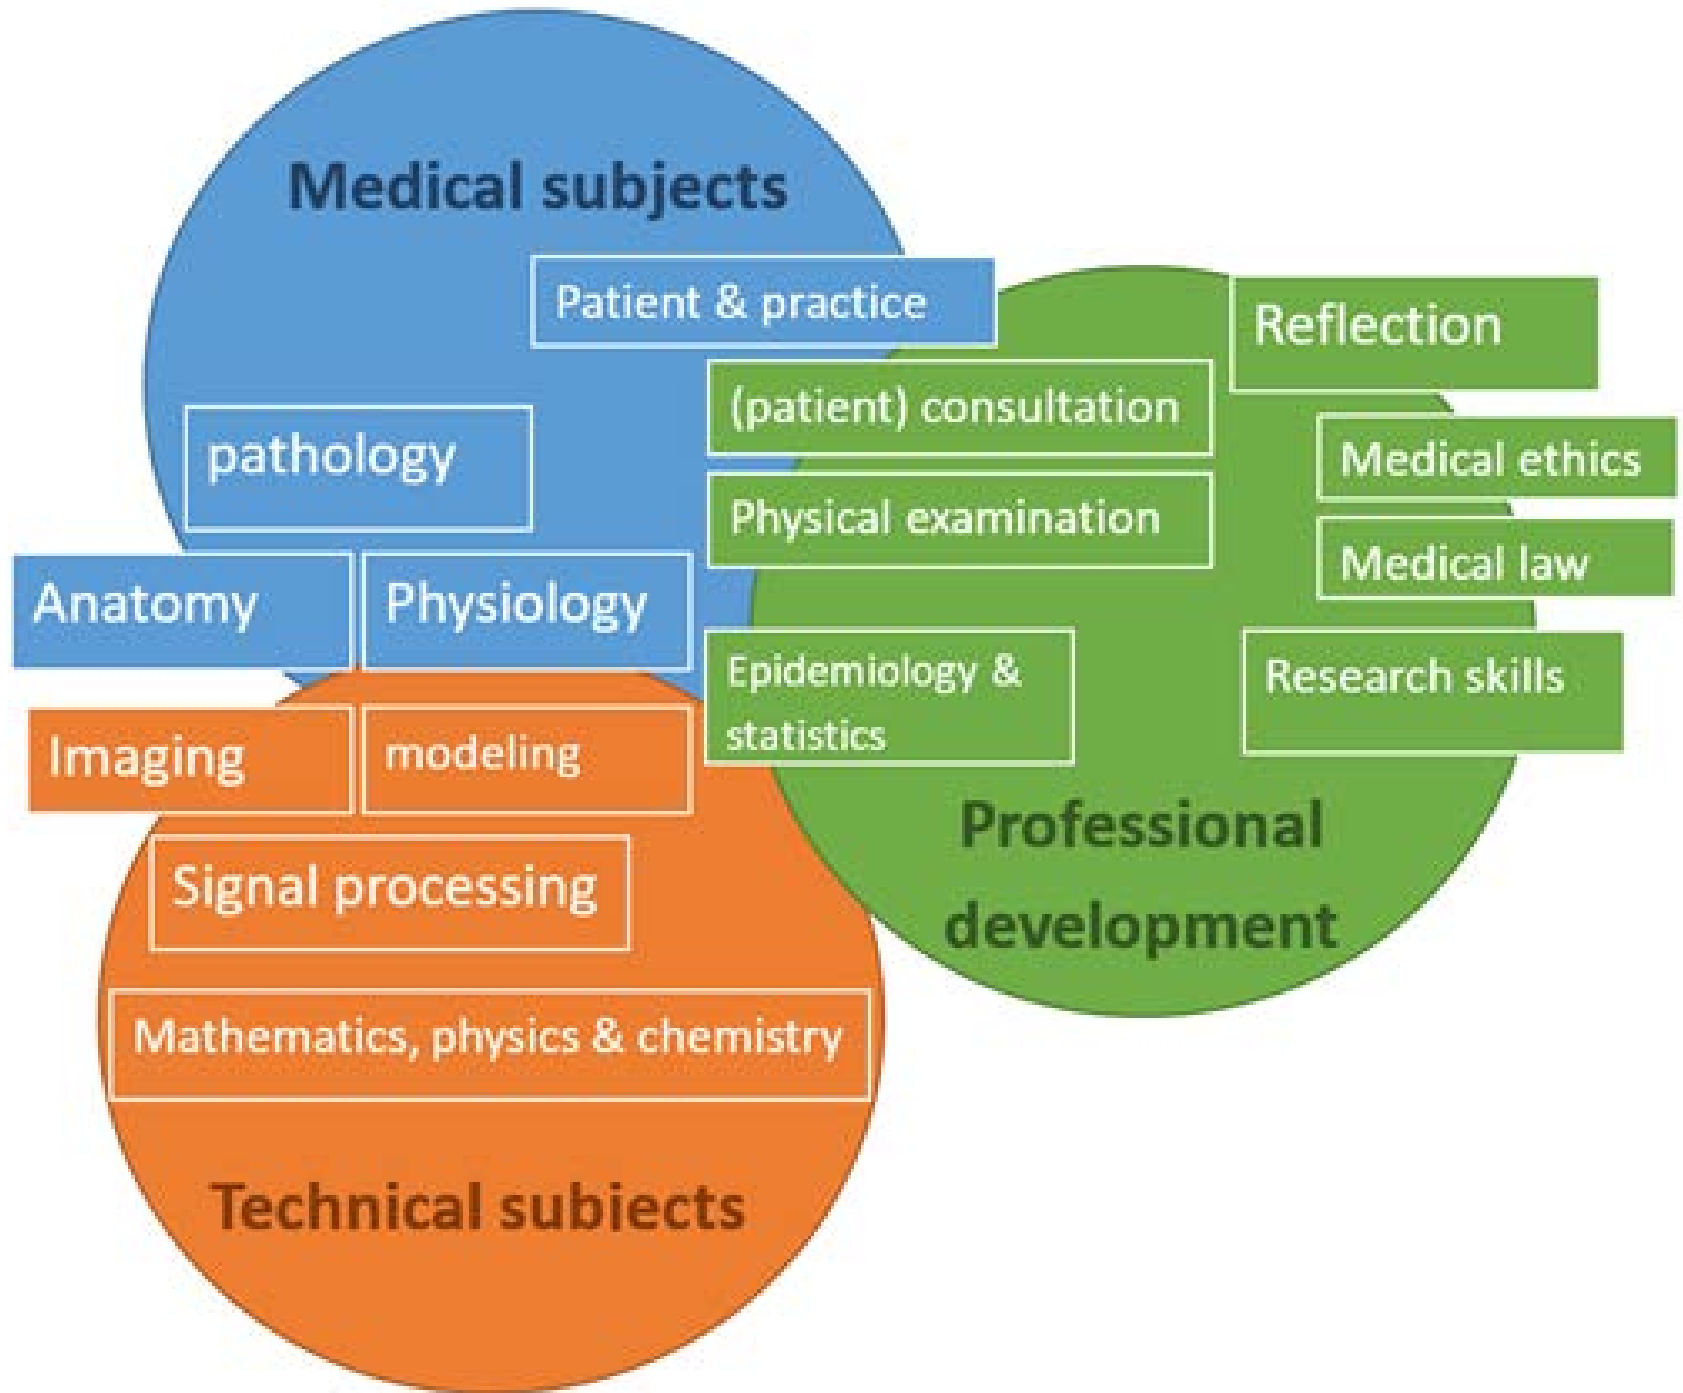 Medical subjects
Patient & practice
Reflection
(patient) consultation
pathology
Medical ethics
Physical examination
Medical law
Anatomy
Physiology
Epidemiology &
statistics
Research skills
Imaging
modeling
Professional
development
Signal processing
Mathematics, physics & chemistry
Technical subjects